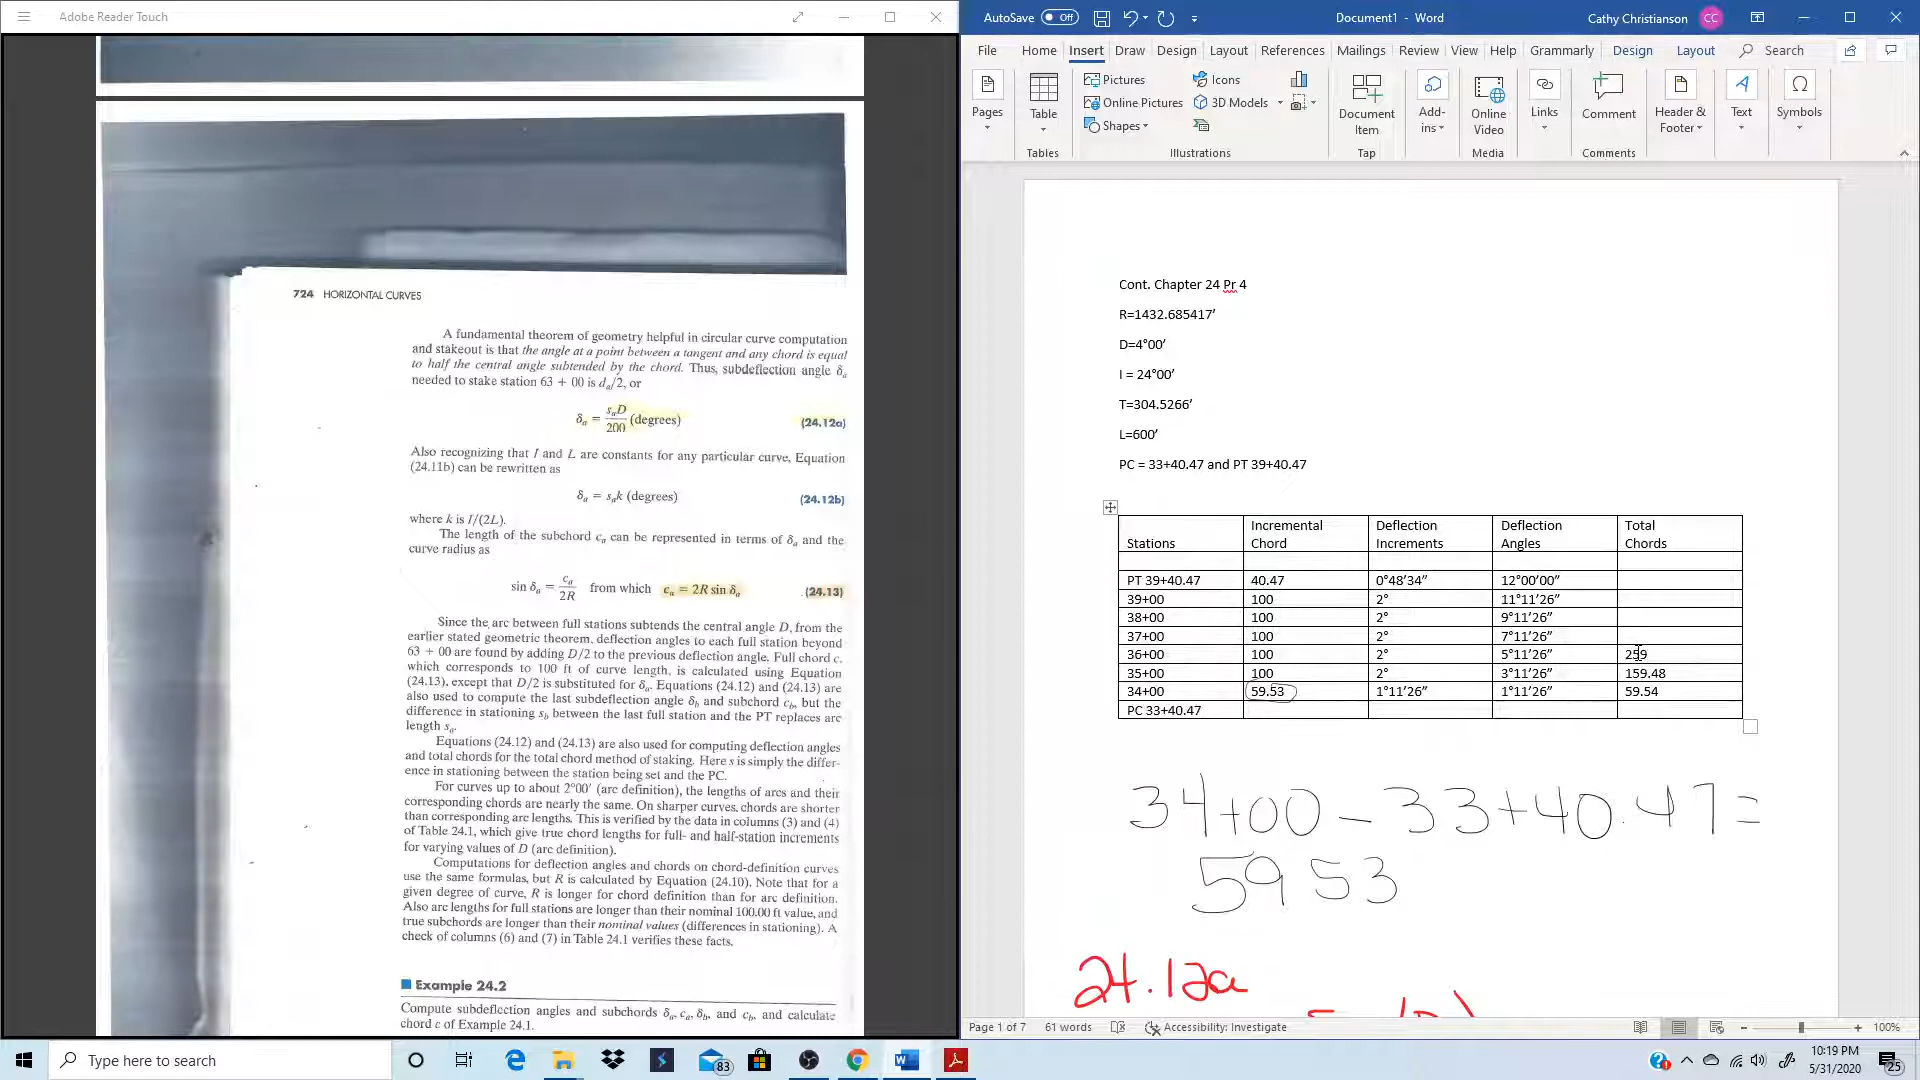 Adobe Reader Touch
724 HORIZONTAL CURVES
A fundamental theorem of geometry helpful in circular curve computation
and stakeout is that the angle at a point between a tangent and any chord is equal
to half the central angle subtended by the chord. Thus, subdeflection angle δa
needed to stake station 63 + 00 is da/2, or
δa = saD/200 (degrees) (24.12a)
Also recognizing that I and L are constants for any particular curve, Equation
(24.11b) can be rewritten as
δa = sak (degrees) (24.12b)
where k is I/(2L).
The length of the subchord ca can be represented in terms of δa and the
curve radius as
sin δa = ca/2R from which ca = 2R sin δa (24.13)
Since the arc between full stations subtends the central angle D, from the
earlier stated geometric theorem, deflection angles to each full station beyond
63 + 00 are found by adding D/2 to the previous deflection angle. Full chord c,
which corresponds to 100 ft of curve length, is calculated using Equation
(24.13), except that D/2 is substituted for δa. Equations (24.12) and (24.13) are
also used to compute the last subdeflection angle δb and subchord cb, but the
difference in stationing sb between the last full station and the PT replaces arc
length sa.
Equations (24.12) and (24.13) are also used for computing deflection angles
and total chords for the total chord method of staking. Here s is simply the differ-
ence in stationing between the station being set and the PC.
For curves up to about 2°00′ (arc definition), the lengths of arcs and their
corresponding chords are nearly the same. On sharper curves, chords are shorter
than corresponding arc lengths. This is verified by the data in columns (3) and (4)
of Table 24.1, which give true chord lengths for full- and half-station increments
for varying values of D (arc definition).
Computations for deflection angles and chords on chord-definition curves
use the same formulas, but R is calculated by Equation (24.10). Note that for a
given degree of curve, R is longer for chord definition than for arc definition.
Also arc lengths for full stations are longer than their nominal 100.00 ft value, and
true subchords are longer than their nominal values (differences in stationing). A
check of columns (6) and (7) in Table 24.1 verifies these facts.
Example 24.2
Compute subdeflection angles and subchords δa, ca, δb, and cb, and calculate
chord c of Example 24.1.
AutoSave Off Document1 - Word Cathy Christianson CC
File Home Insert Draw Design Layout References Mailings Review View Help Grammarly Design Layout Search
Pages
Table
Tables
Pictures
Online Pictures
Shapes
Icons
3D Models
Illustrations
Document
Item
Tap
Add-
ins
Online
Video
Media
Links
Comment
Comments
Header &
Footer
Text
Symbols
Cont. Chapter 24 Pr 4
R=1432.685417′
D=4°00′
I = 24°00′
T=304.5266′
L=600′
PC = 33+40.47 and PT 39+40.47
Stations Incremental Chord Deflection Increments Deflection Angles Total Chords
PT 39+40.47 40.47 0°48′34″ 12°00′00″
39+00 100 2° 11°11′26″
38+00 100 2° 9°11′26″
37+00 100 2° 7°11′26″
36+00 100 2° 5°11′26″ 259
35+00 100 2° 3°11′26″ 159.48
34+00 59.53 1°11′26″ 1°11′26″ 59.54
PC 33+40.47
34+00 - 33+40.47 =
59 53
24.12a
Page 1 of 7 61 words Accessibility: Investigate 100%
Type here to search
83
10:19 PM
5/31/2020
25